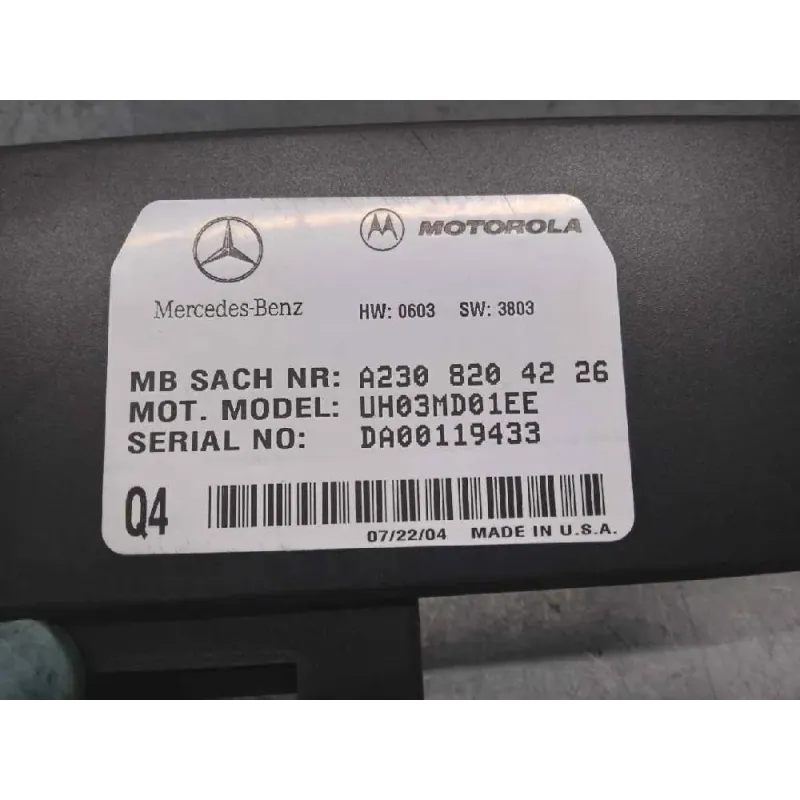 MOTOROLA
Mercedes-Benz
HW: 0603 SW: 3803
MB SACH NR: A230 820 42 26
MOT. MODEL: UH03MD01EE
SERIAL NO: DA00119433
Q4
07/22/04 MADE IN U.S.A.